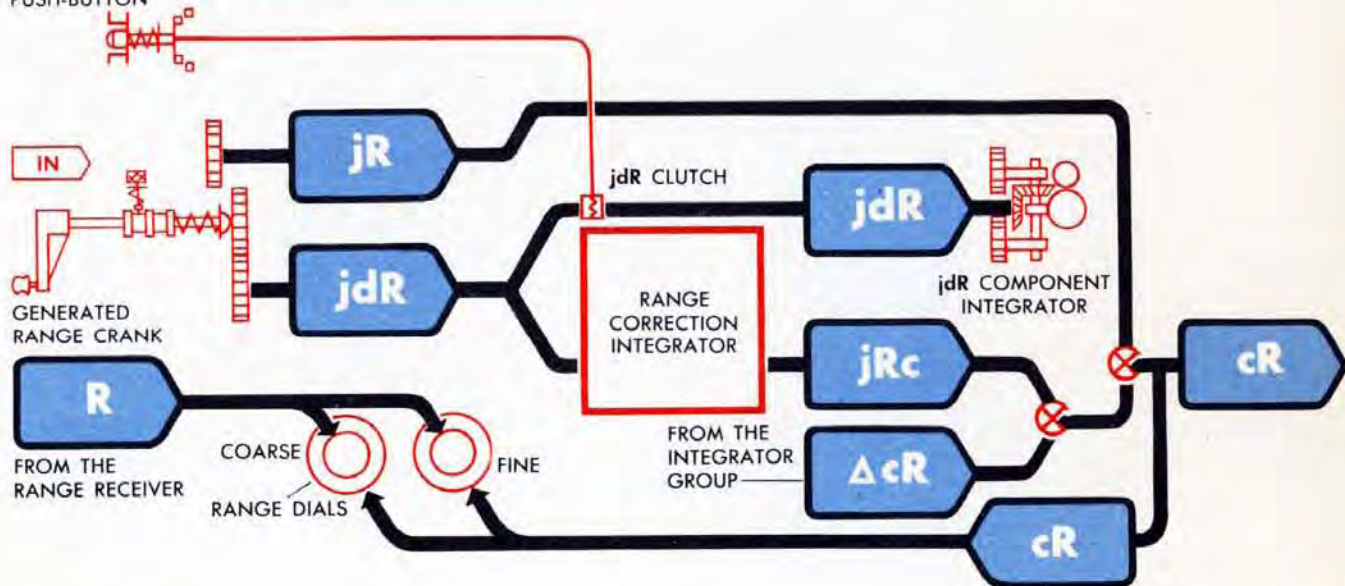 PUSH-BUTTON
jR
IN
jdR CLUTCH
jdR
jdR
GENERATED
RANGE CRANK
RANGE
CORRECTION
INTEGRATOR
jdR COMPONENT
INTEGRATOR
jRc
cR
R
FROM THE
RANGE RECEIVER
COARSE
FINE
RANGE DIALS
FROM THE
INTEGRATOR
GROUP
ΔcR
cR